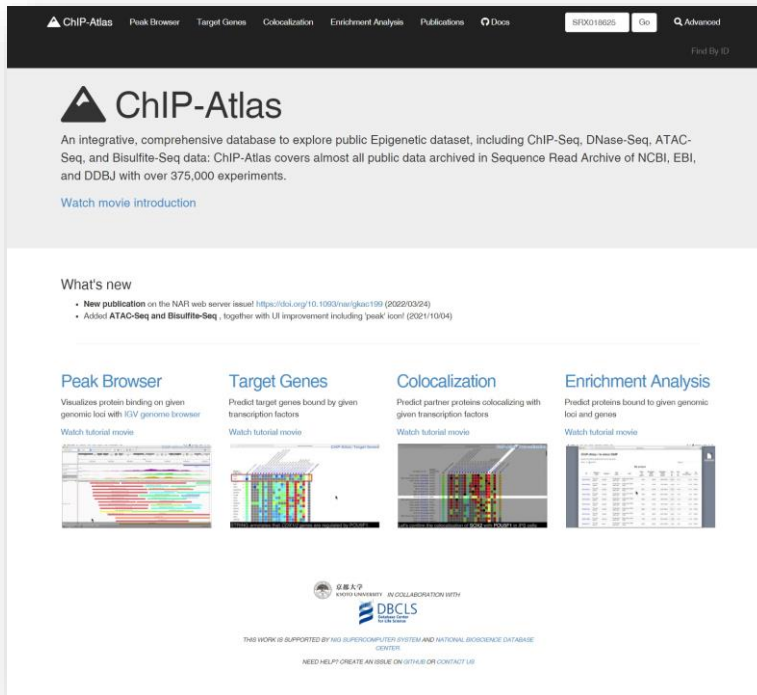 ChIP-Atlas Peak Browser Target Genes Colocalization Enrichment Analysis Publications Docs SRX018625 Go Advanced
Find By ID
ChIP-Atlas
An integrative, comprehensive database to explore public Epigenetic dataset, including ChIP-Seq, DNase-Seq, ATAC-
Seq, and Bisulfite-Seq data: ChIP-Atlas covers almost all public data archived in Sequence Read Archive of NCBI, EBI,
and DDBJ with over 375,000 experiments.
Watch movie introduction
What's new
• New publication on the NAR web server issue! https://doi.org/10.1093/nar/gkac199 (2022/03/24)
• Added ATAC-Seq and Bisulfite-Seq , together with UI improvement including 'peak' icon! (2021/10/04)
Peak Browser
Visualizes protein binding on given
genomic loci with IGV genome browser
Watch tutorial movie
Target Genes
Predict target genes bound by given
transcription factors
Watch tutorial movie
Colocalization
Predict partner proteins colocalizing with
given transcription factors
Watch tutorial movie
Enrichment Analysis
Predict proteins bound to given genomic
loci and genes
Watch tutorial movie
京都大学
KYOTO UNIVERSITY IN COLLABORATION WITH
DBCLS
Database Center
for Life Science
THIS WORK IS SUPPORTED BY NIG SUPERCOMPUTER SYSTEM AND NATIONAL BIOSCIENCE DATABASE
CENTER
NEED HELP? CREATE AN ISSUE ON GITHUB OR CONTACT US